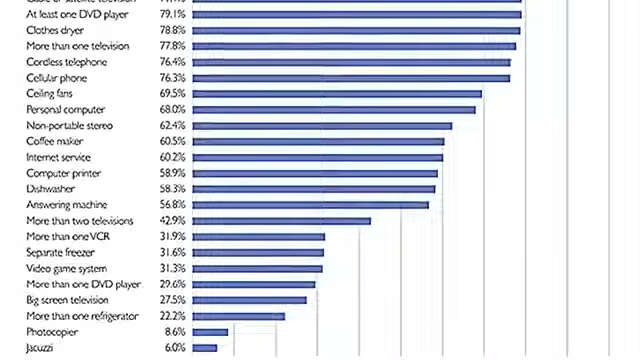 At least one DVD player 79.1%
Clothes dryer 78.8%
More than one television 77.8%
Cordless telephone 76.4%
Cellular phone 76.3%
Ceiling fans 69.5%
Personal computer 68.0%
Non-portable stereo 62.4%
Coffee maker 60.5%
Internet service 60.2%
Computer printer 58.9%
Dishwasher 58.3%
Answering machine 56.8%
More than two televisions 42.9%
More than one VCR 31.9%
Separate freezer 31.6%
Video game system 31.3%
More than one DVD player 29.6%
Big screen television 27.5%
More than one refrigerator 22.2%
Photocopier 8.6%
Jacuzzi 6.0%